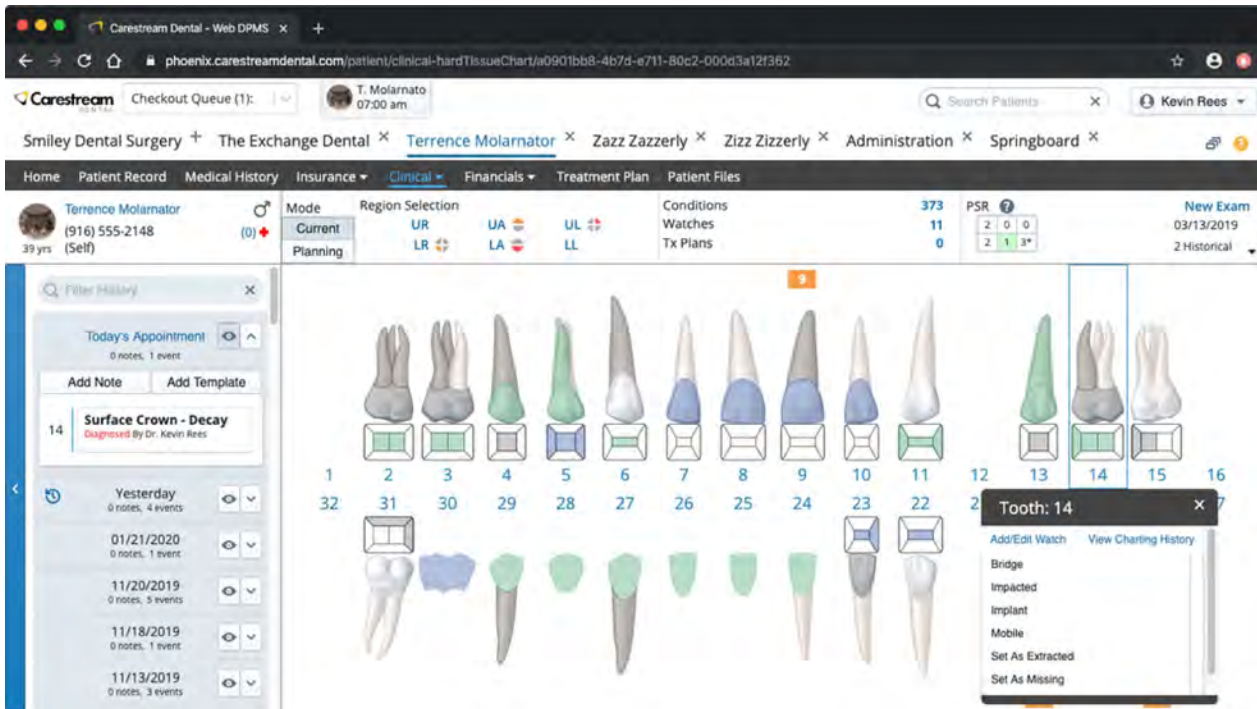 Carestream Dental - Web DPMS × +
phoenix.carestreamdental.com/patient/clinical-hardTissueChart/a0901bb8-4b7d-e711-80c2-000d3a12f362
Carestream DENTAL Checkout Queue (1): T. Molarnato 07:00 am Search Patients × Kevin Rees
Smiley Dental Surgery + The Exchange Dental × Terrence Molarnator × Zazz Zazzerly × Zizz Zizzerly × Administration × Springboard ×
Home Patient Record Medical History Insurance Clinical Financials Treatment Plan Patient Files
Terrence Molarnator
(916) 555-2148 (0)
39 yrs (Self)
Mode
Current
Planning
Region Selection
UR UA UL
LR LA LL
Conditions 373
Watches 11
Tx Plans 0
PSR ?
2 0 0
2 1 3*
New Exam
03/13/2019
2 Historical
Filter History ×
Today's Appointment
0 notes, 1 event
Add Note Add Template
14 Surface Crown - Decay
Diagnosed By Dr. Kevin Rees
Yesterday
0 notes, 4 events
01/21/2020
0 notes, 1 event
11/20/2019
0 notes, 5 events
11/18/2019
0 notes, 1 event
11/13/2019
0 notes, 3 events
9
1 2 3 4 5 6 7 8 9 10 11 12 13 14 15 16
32 31 30 29 28 27 26 25 24 23 22 2 7
Tooth: 14 ×
Add/Edit Watch View Charting History
Bridge
Impacted
Implant
Mobile
Set As Extracted
Set As Missing